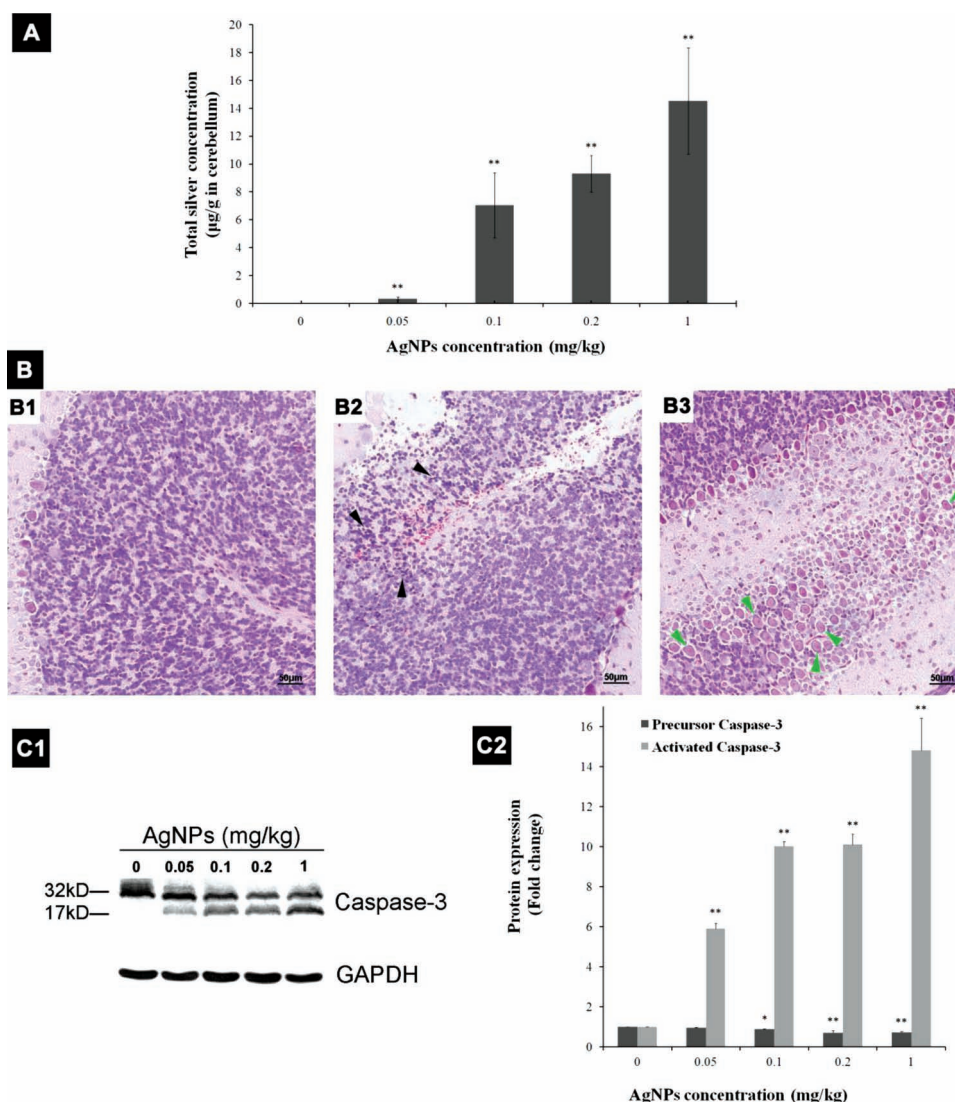 A
Total silver concentration
(µg/g in cerebellum)
20
18
16
14
12
10
8
6
4
2
0
**
**
**
**
0 0.05 0.1 0.2 1
AgNPs concentration (mg/kg)
B
B1 B2 B3
50µm 50µm 50µm
C1
AgNPs (mg/kg)
0 0.05 0.1 0.2 1
32kD
17kD
Caspase-3
GAPDH
C2
Precursor Caspase-3
Activated Caspase-3
Protein expression
(Fold change)
16
14
12
10
8
6
4
2
0
**
**
*
**
**
**
**
0 0.05 0.1 0.2 1
AgNPs concentration (mg/kg)